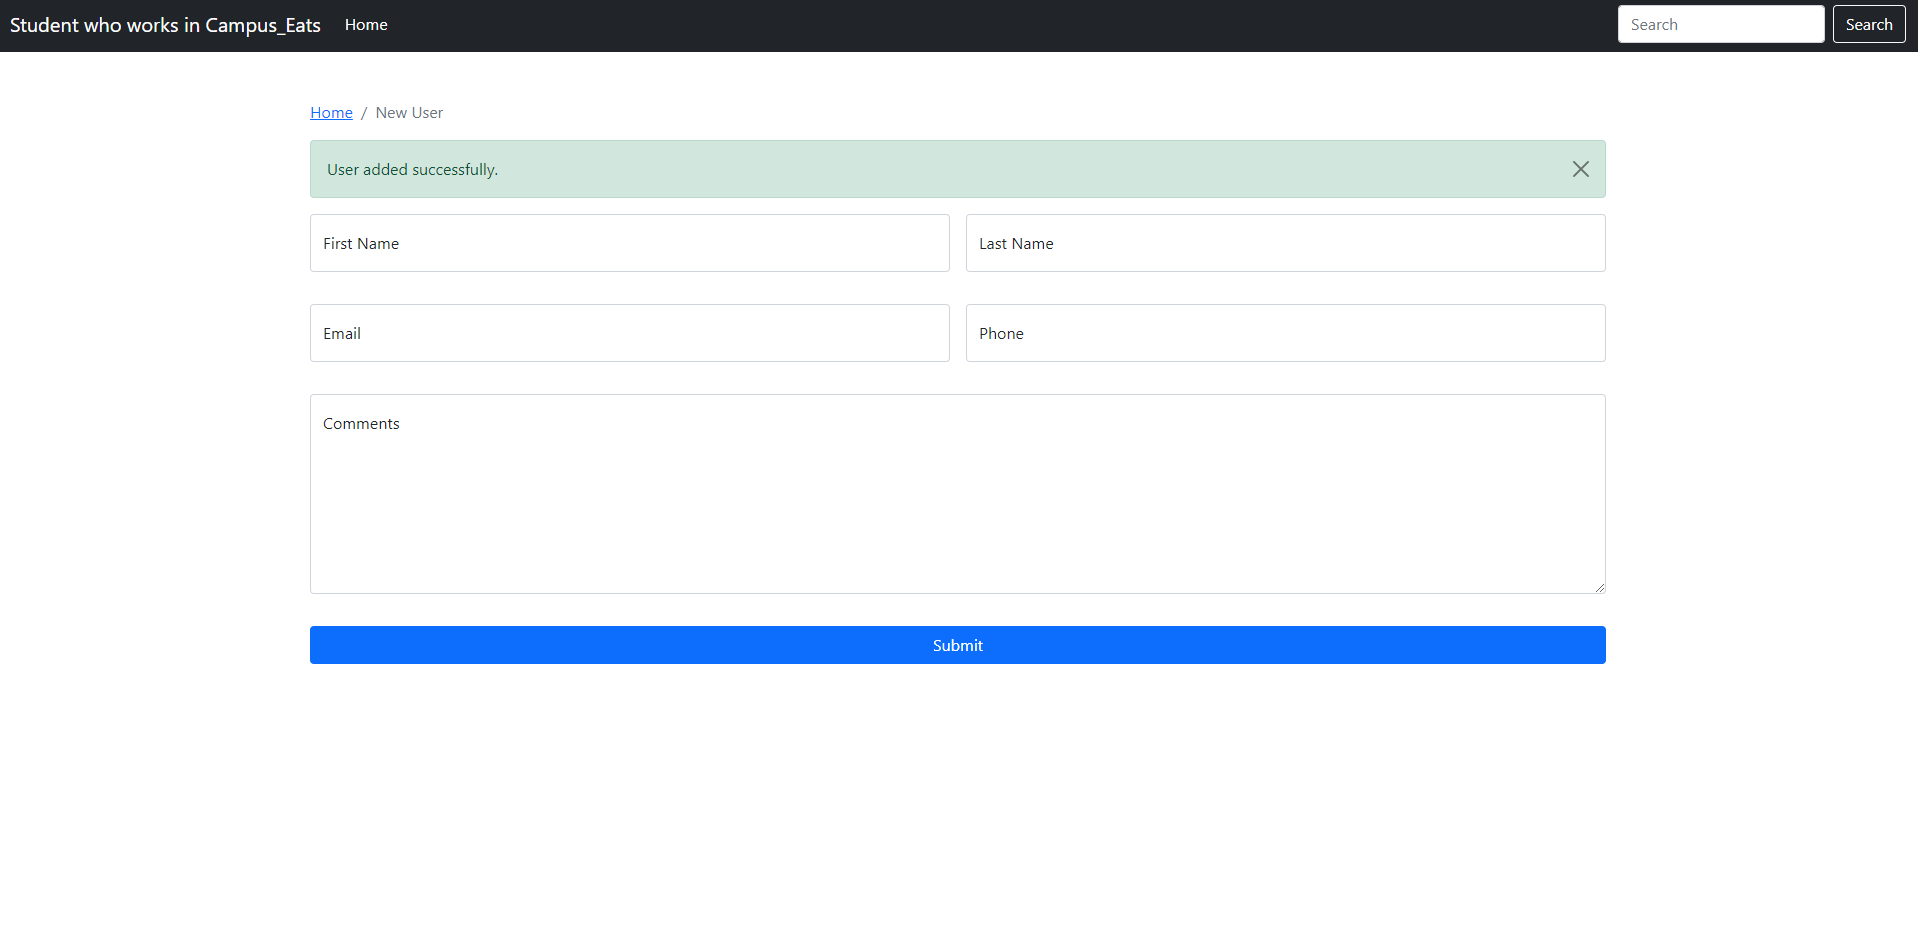 Student who works in Campus_Eats Home Search Search
Home / New User
User added successfully.
First Name Last Name
Email Phone
Comments
Submit